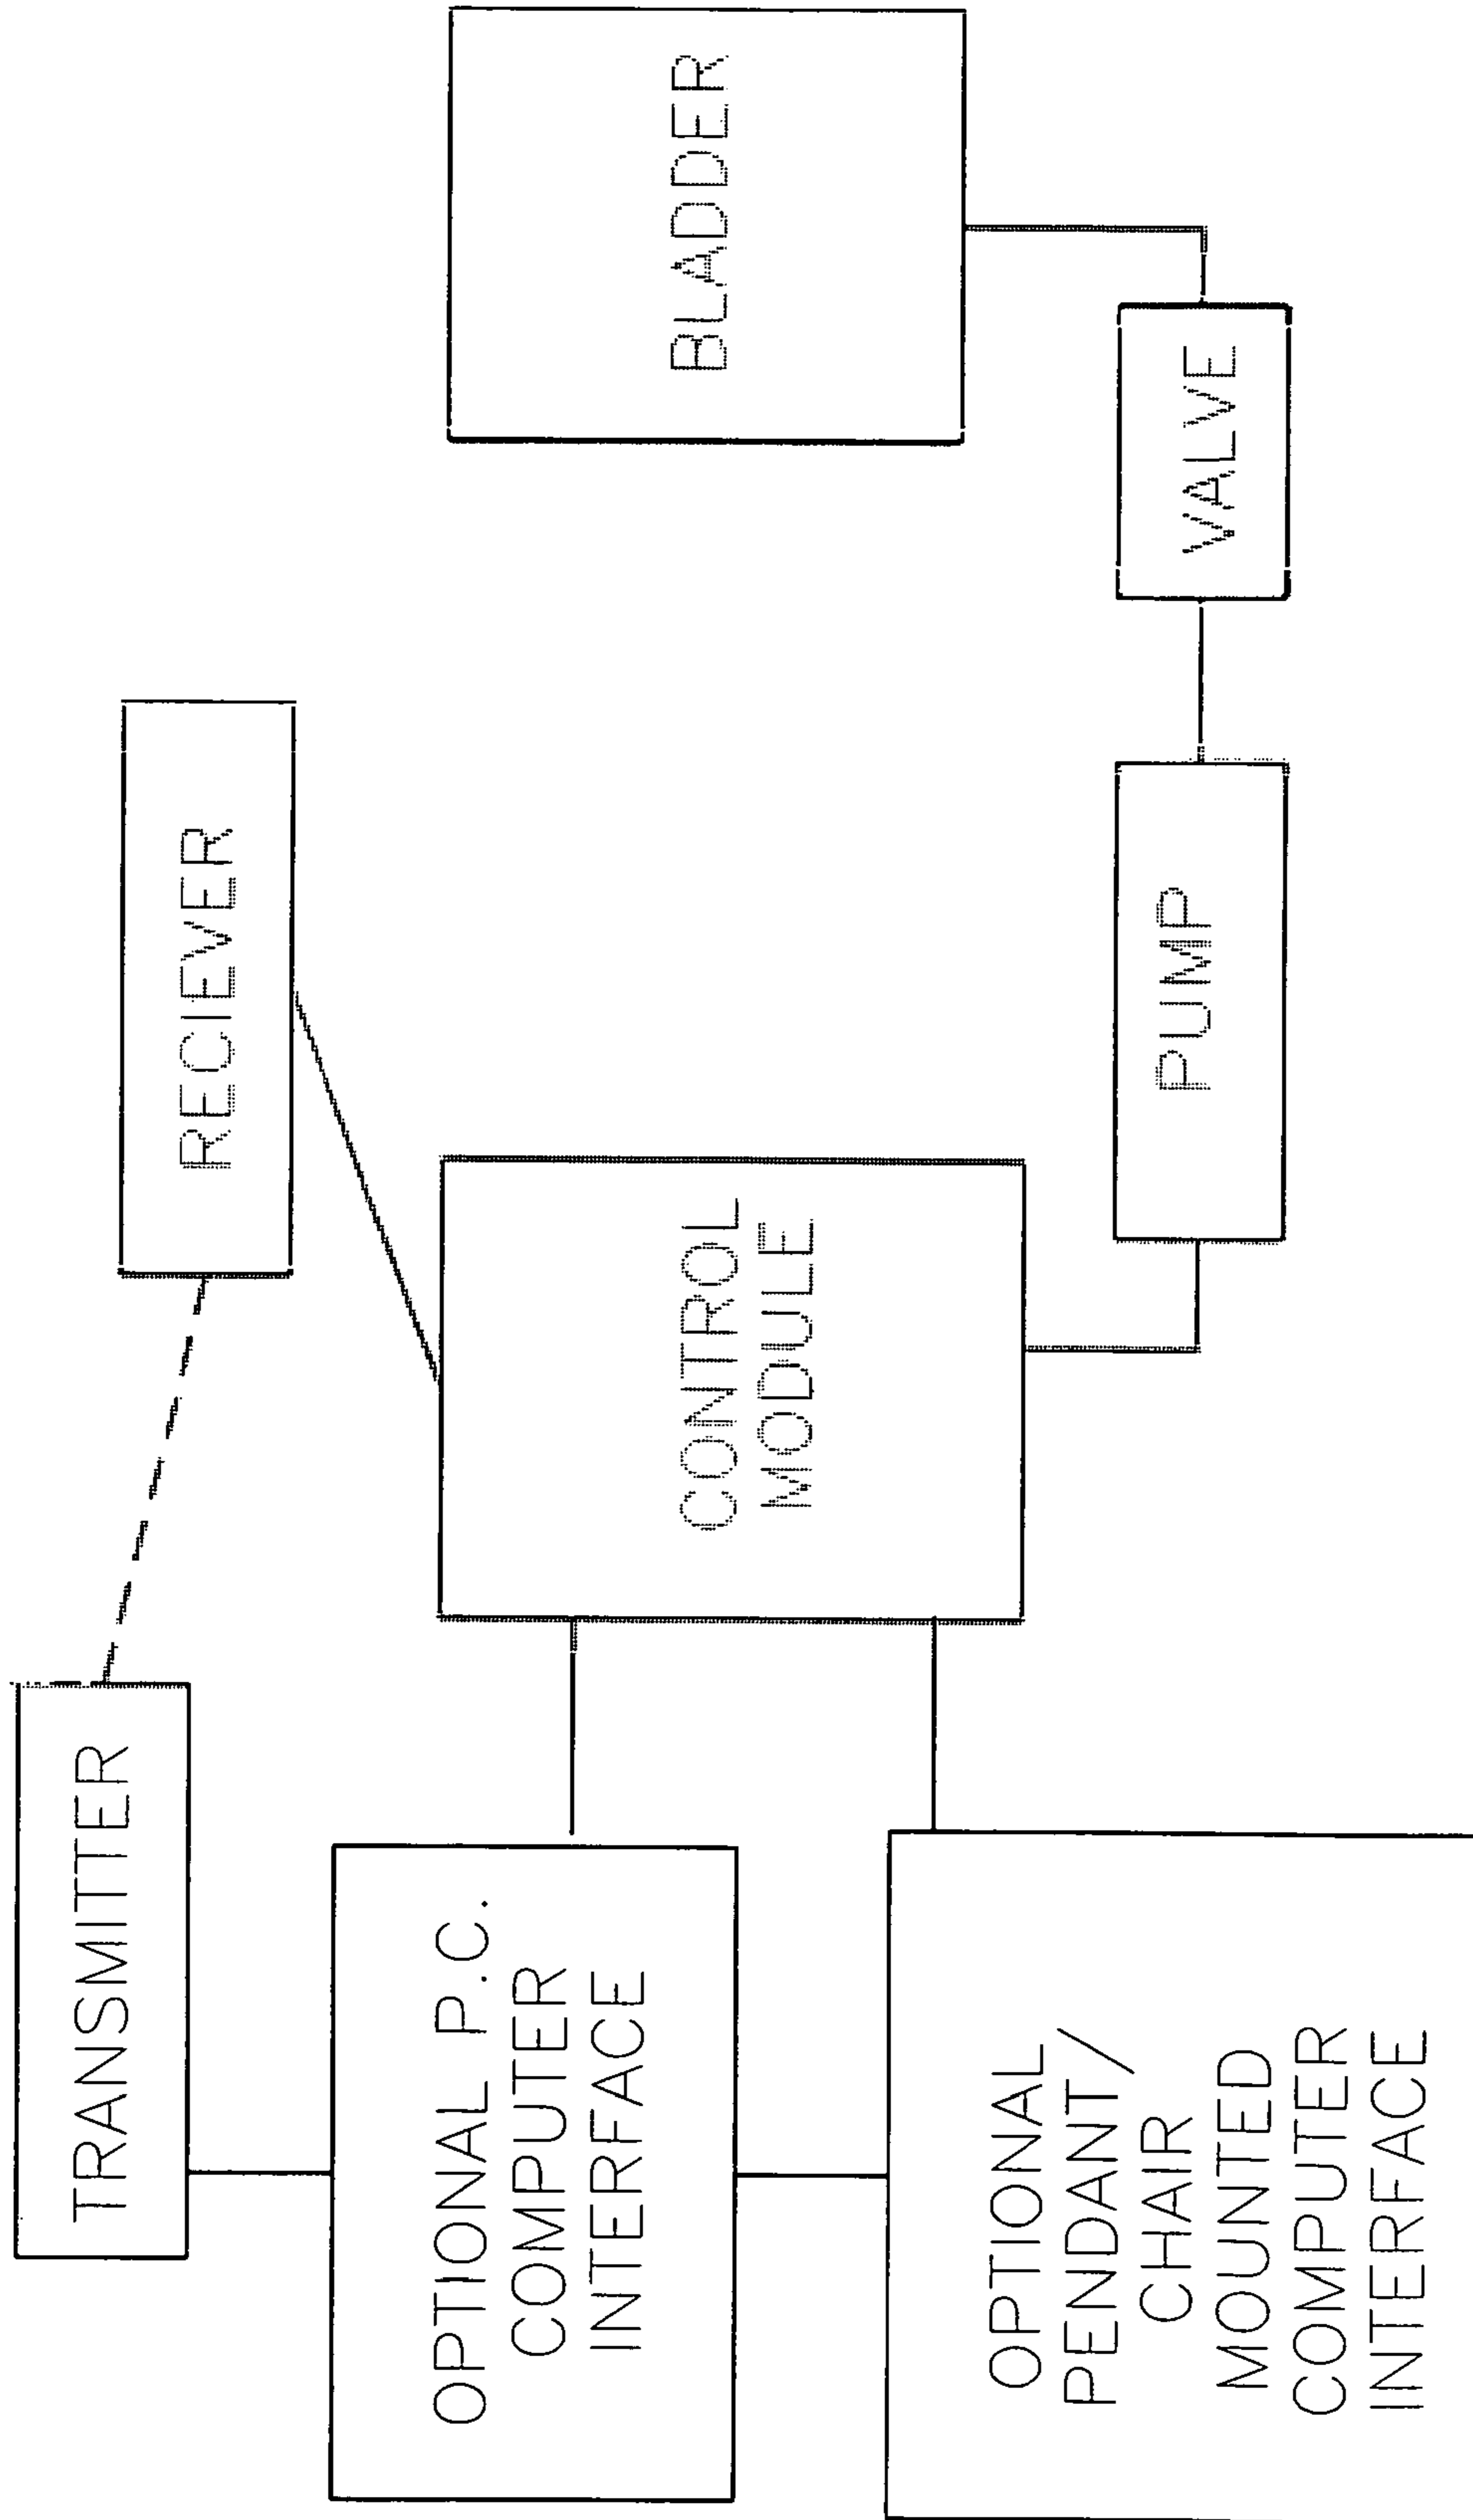 TRANSMITTER
RECIEVER
OPTIONAL P.C.
COMPUTER
INTERFACE
CONTROL
MODULE
BLADDER
OPTIONAL
PENDANT/
CHAIR
MOUNTED
COMPUTER
INTERFACE
PUMP
VALVE